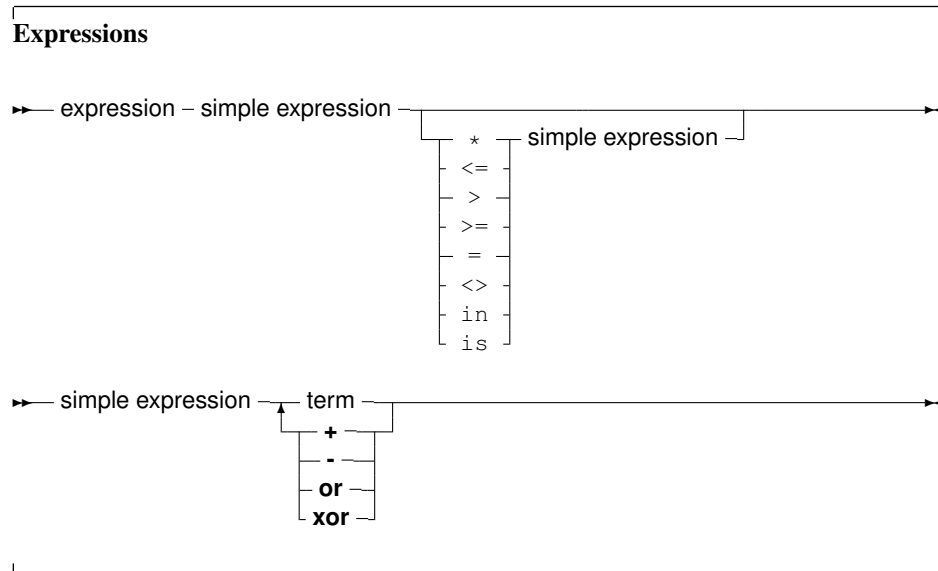 Expressions
expression simple expression
* simple expression
<=
>
>=
=
<>
in
is
simple expression term
+
-
or
xor